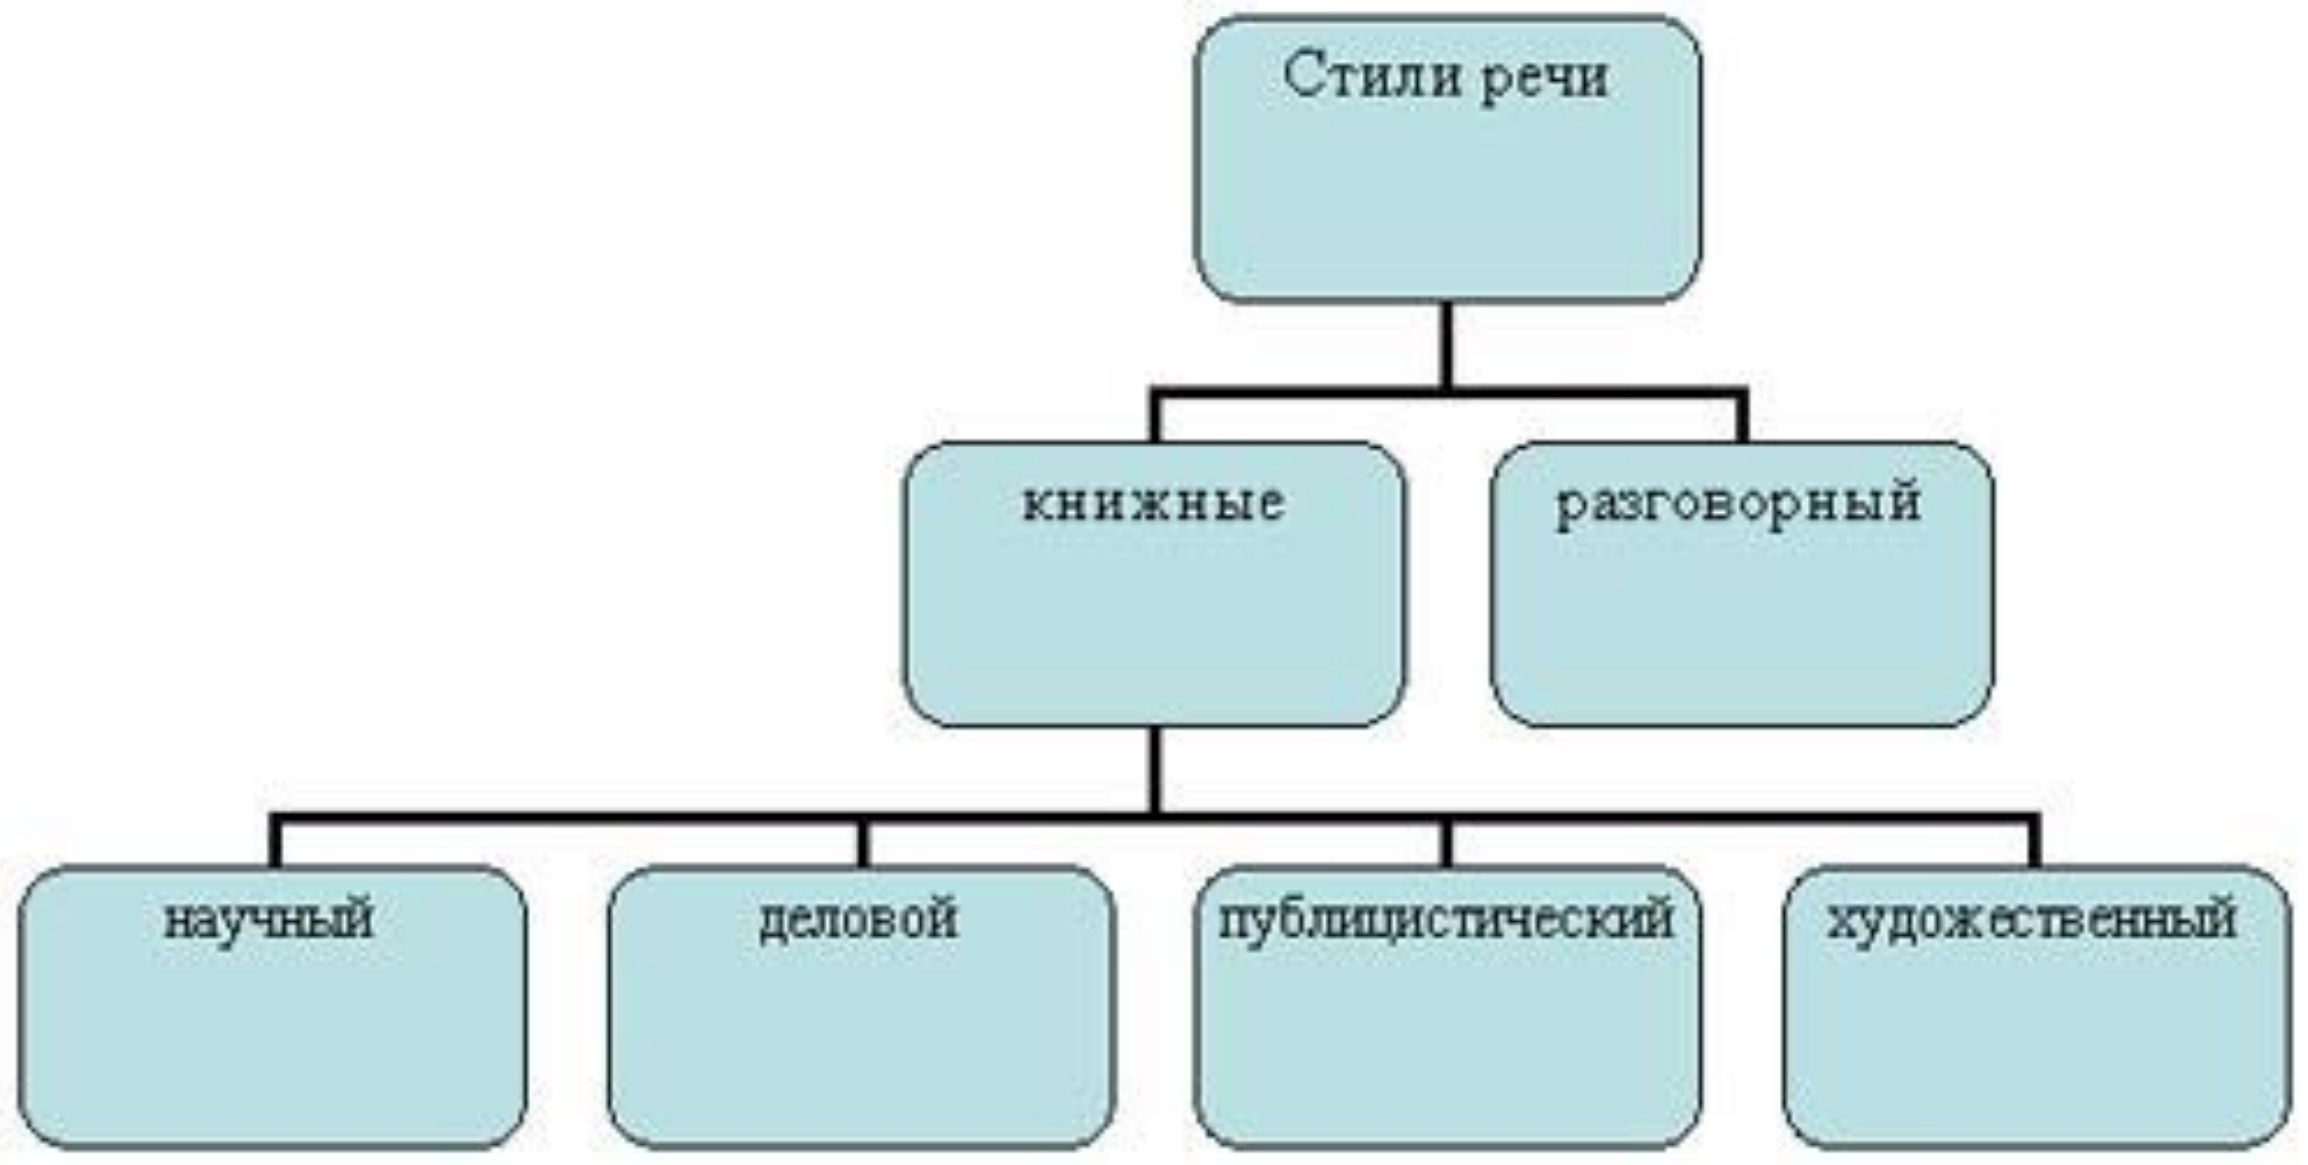 Стили речи
книжные
разговорный
научный
деловой
публицистический
художественный